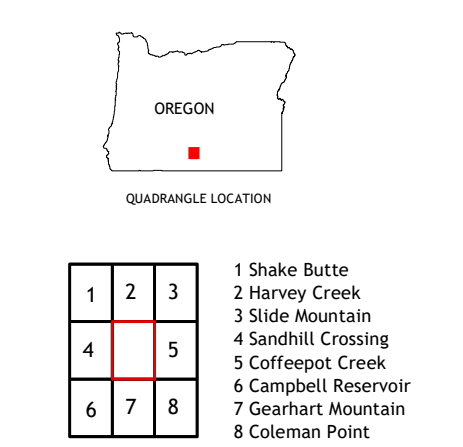 OREGON
QUADRANGLE LOCATION
1 2 3
4 5
6 7 8
1 Shake Butte
2 Harvey Creek
3 Slide Mountain
4 Sandhill Crossing
5 Coffeepot Creek
6 Campbell Reservoir
7 Gearhart Mountain
8 Coleman Point